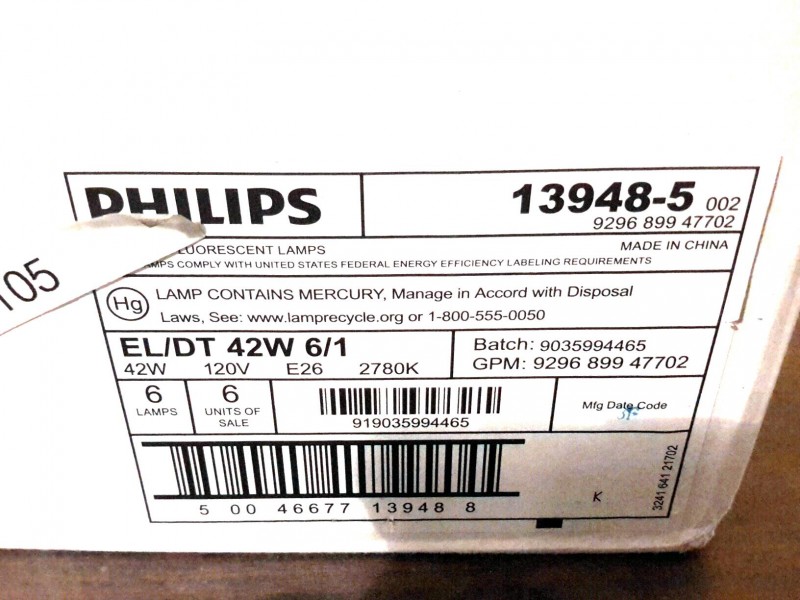 PHILIPS
13948-5 002
9296 899 47702
LUORESCENT LAMPS
MADE IN CHINA
MPS COMPLY WITH UNITED STATES FEDERAL ENERGY EFFICIENCY LABELING REQUIREMENTS
105
Hg
LAMP CONTAINS MERCURY, Manage in Accord with Disposal
Laws, See: www.lamprecycle.org or 1-800-555-0050
EL/DT 42W 6/1
42W 120V E26 2780K
Batch: 9035994465
GPM: 9296 899 47702
6
LAMPS
6
UNITS OF
SALE
919035994465
Mfg Date Code
5 00 46677 13948 8
K
3241 641 21702